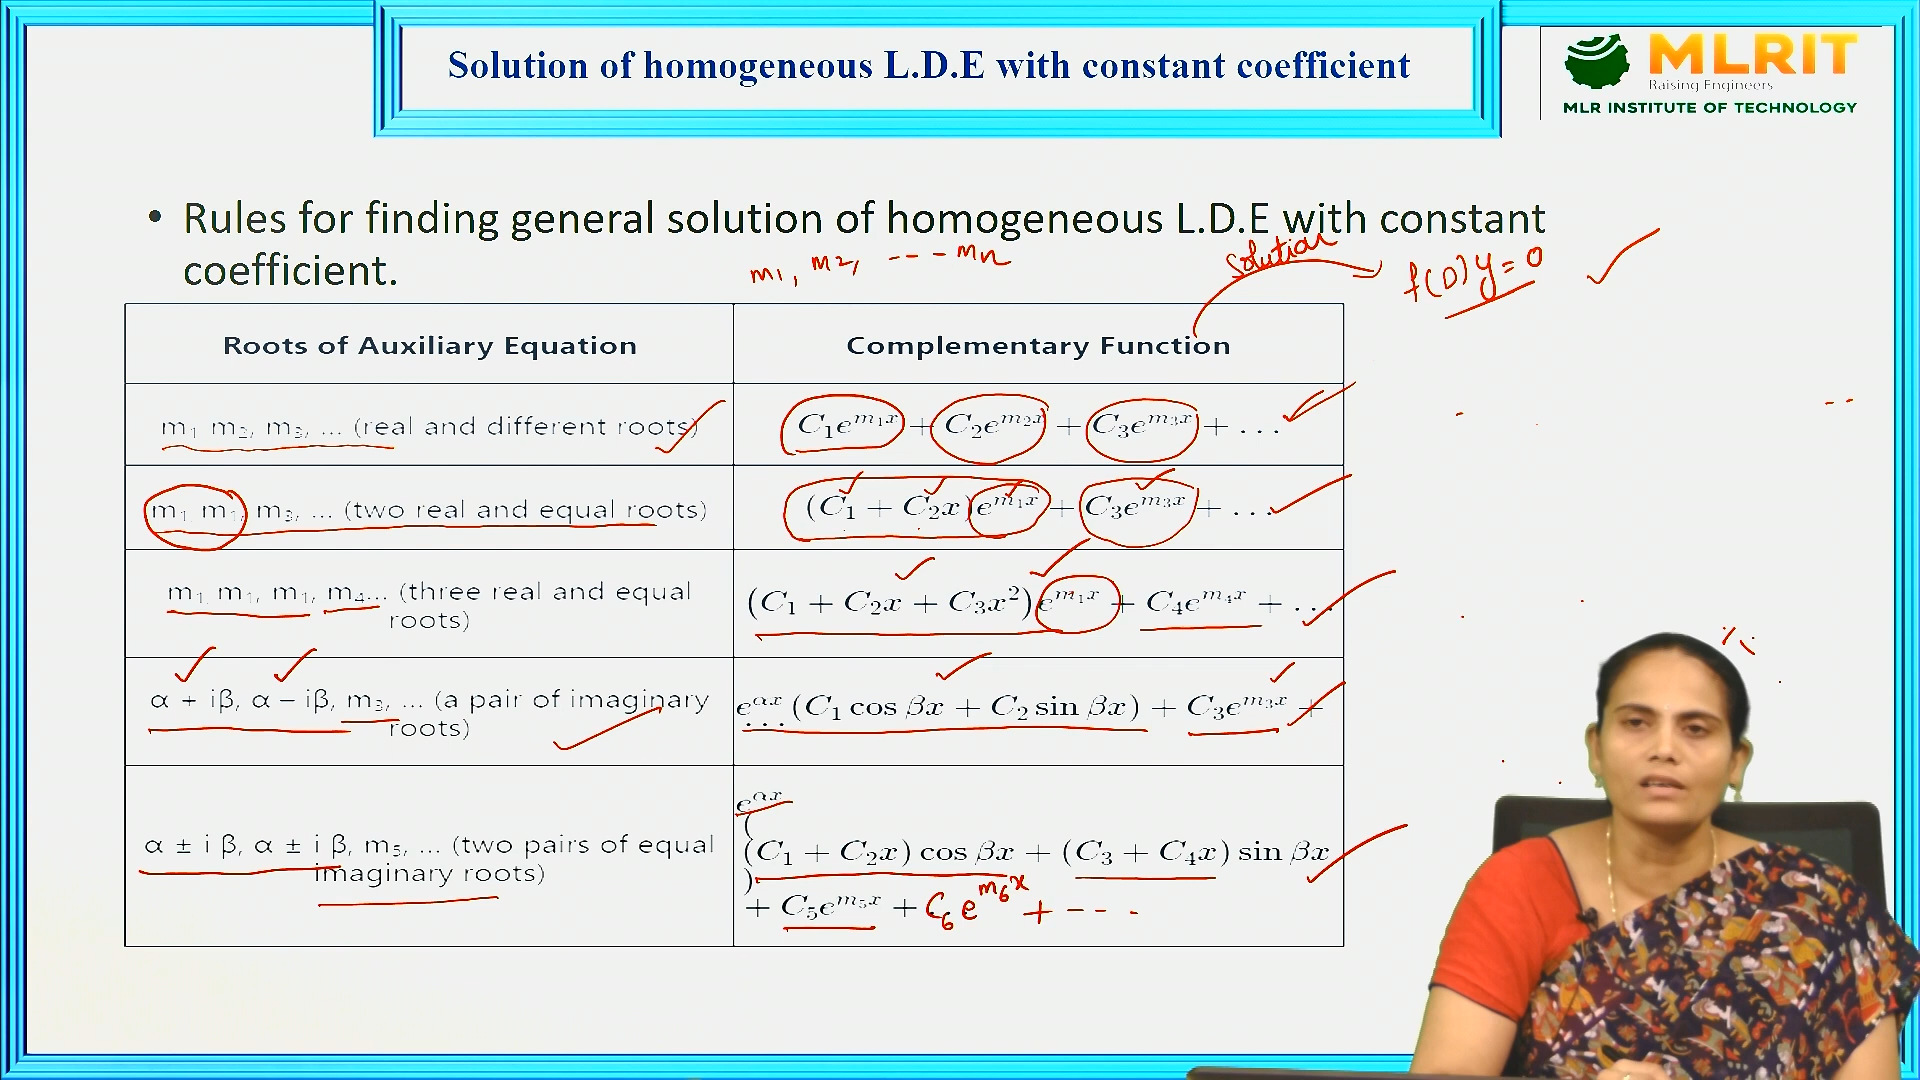 Solution of homogeneous L.D.E with constant coefficient
MLRIT
Raising Engineers
MLR INSTITUTE OF TECHNOLOGY
• Rules for finding general solution of homogeneous L.D.E with constant
coefficient.
m₁, m₂, --- mₙ
Solution
f(D)y=0
Roots of Auxiliary Equation
Complementary Function
m₁, m₂, m₃, ... (real and different roots)
C₁e^{m₁x} + C₂e^{m₂x} + C₃e^{m₃x} + ...
m₁, m₁, m₃, ... (two real and equal roots)
(C₁ + C₂x)e^{m₁x} + C₃e^{m₃x} + ...
m₁, m₁, m₁, m₄... (three real and equal
roots)
(C₁ + C₂x + C₃x²)e^{m₁x} + C₄e^{m₄x} + ...
α + iβ, α – iβ, m₃, ... (a pair of imaginary
roots)
e^{αx}(C₁ cos βx + C₂ sin βx) + C₃e^{m₃x} +
...
α ± i β, α ± i β, m₅, ... (two pairs of equal
imaginary roots)
e^{αx}
(
(C₁ + C₂x) cos βx + (C₃ + C₄x) sin βx
)
+ C₅e^{m₅x} + C₆ e^{m₆x} + ---